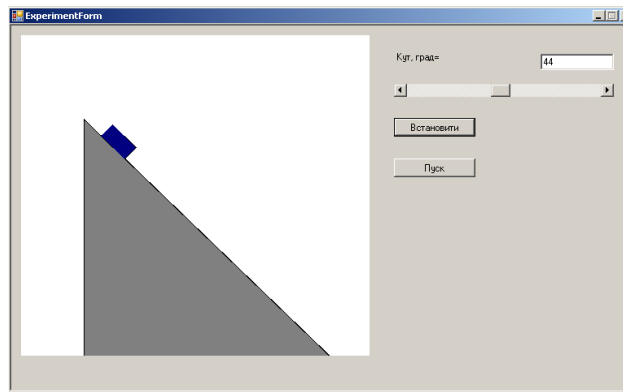 ExperimentForm
Кут, град=
44
Встановити
Пуск